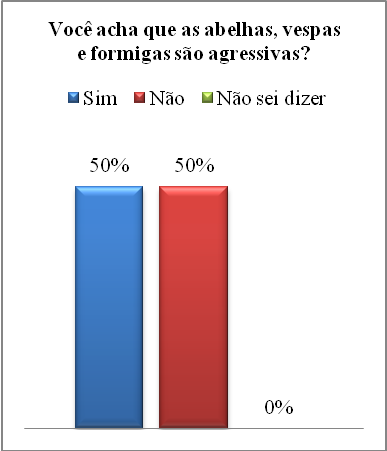 Você acha que as abelhas, vespas
e formigas são agressivas?
Sim Não Não sei dizer
50% 50%
0%